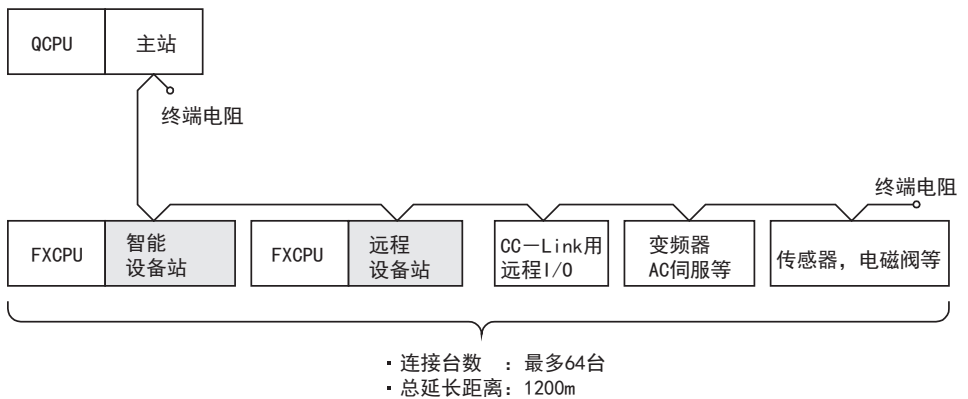 QCPU
主站
终端电阻
终端电阻
FXCPU
智能
设备站
FXCPU
远程
设备站
CC-Link用
远程I/O
变频器
AC伺服等
传感器，电磁阀等
▪连接台数 ：最多64台
▪总延长距离：1200m